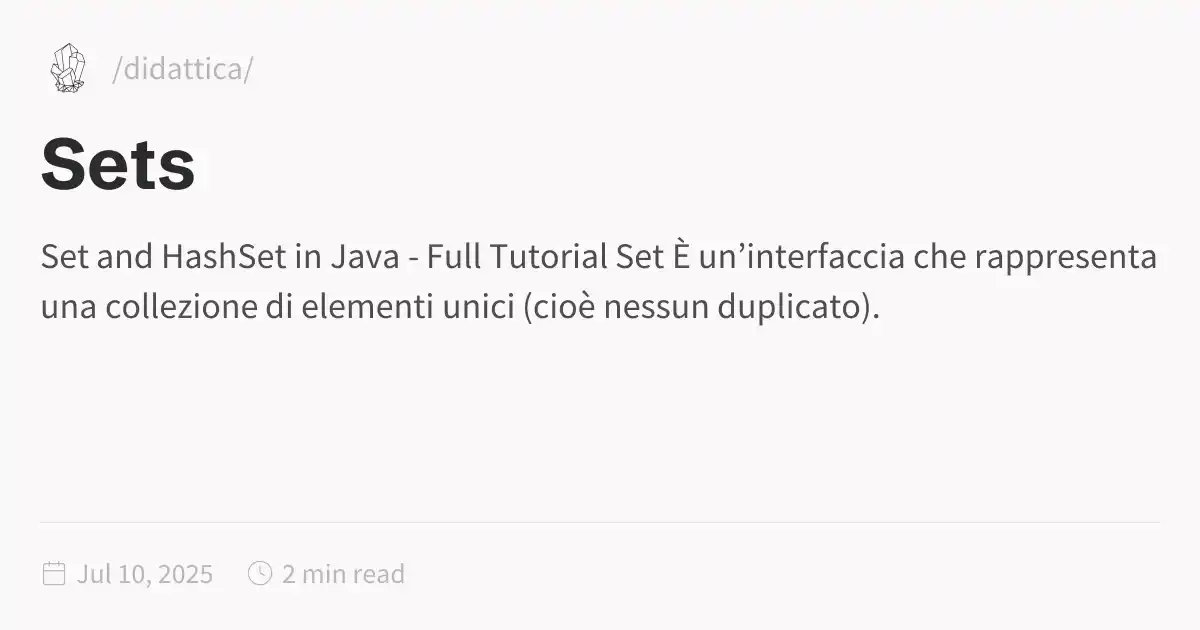 /didattica/
Sets
Set and HashSet in Java - Full Tutorial Set È un’interfaccia che rappresenta
una collezione di elementi unici (cioè nessun duplicato).
Jul 10, 2025 2 min read